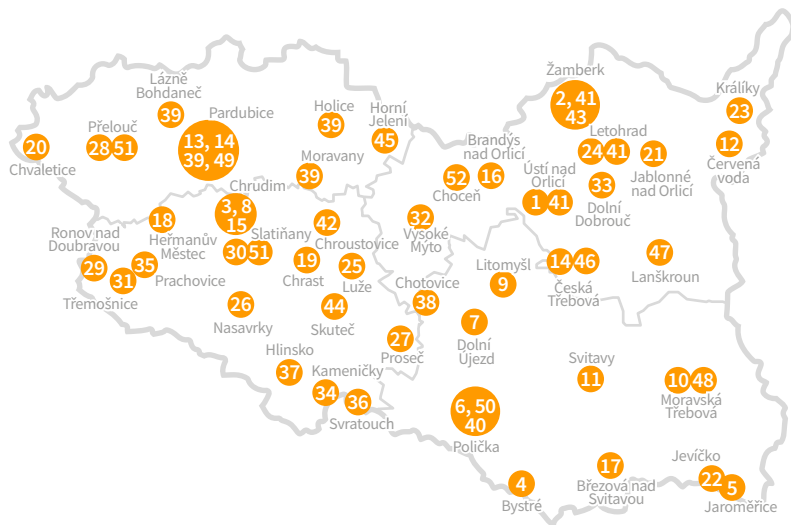 Žamberk
2, 41
43
Králíky
23
Lázně
Bohdaneč
39
Pardubice
13, 14
39, 49
Holice
39
Horní
Jelení
45
Přelouč
28 51
20
Chvaletice
Moravany
39
Letohrad
24 41
21
Jablonné
nad Orlicí
12
Červená
voda
Brandýs
nad Orlicí
16
52
Choceň
Ústí nad
Orlicí
1 41
33
Dolní
Dobrouč
Chrudim
3, 8
15
18
Heřmanův
Městec
42
Chroustovice
32
Vysoké
Mýto
Ronov nad
Doubravou
29
31
Třemošnice
35
Prachovice
Slatiňany
30 51
19
Chrast
25
Luže
Litomyšl
9
14 46
Česká
Třebová
47
Lanškroun
Chotovice
38
26
Nasavrky
44
Skuteč
7
Dolní
Újezd
27
Proseč
Hlinsko
37
Kameničky
34
36
Svratouch
Svitavy
11
10 48
Moravská
Třebová
6, 50
40
Polička
4
Bystré
17
Březová nad
Svitavou
Jevíčko
22
5
Jaroměřice